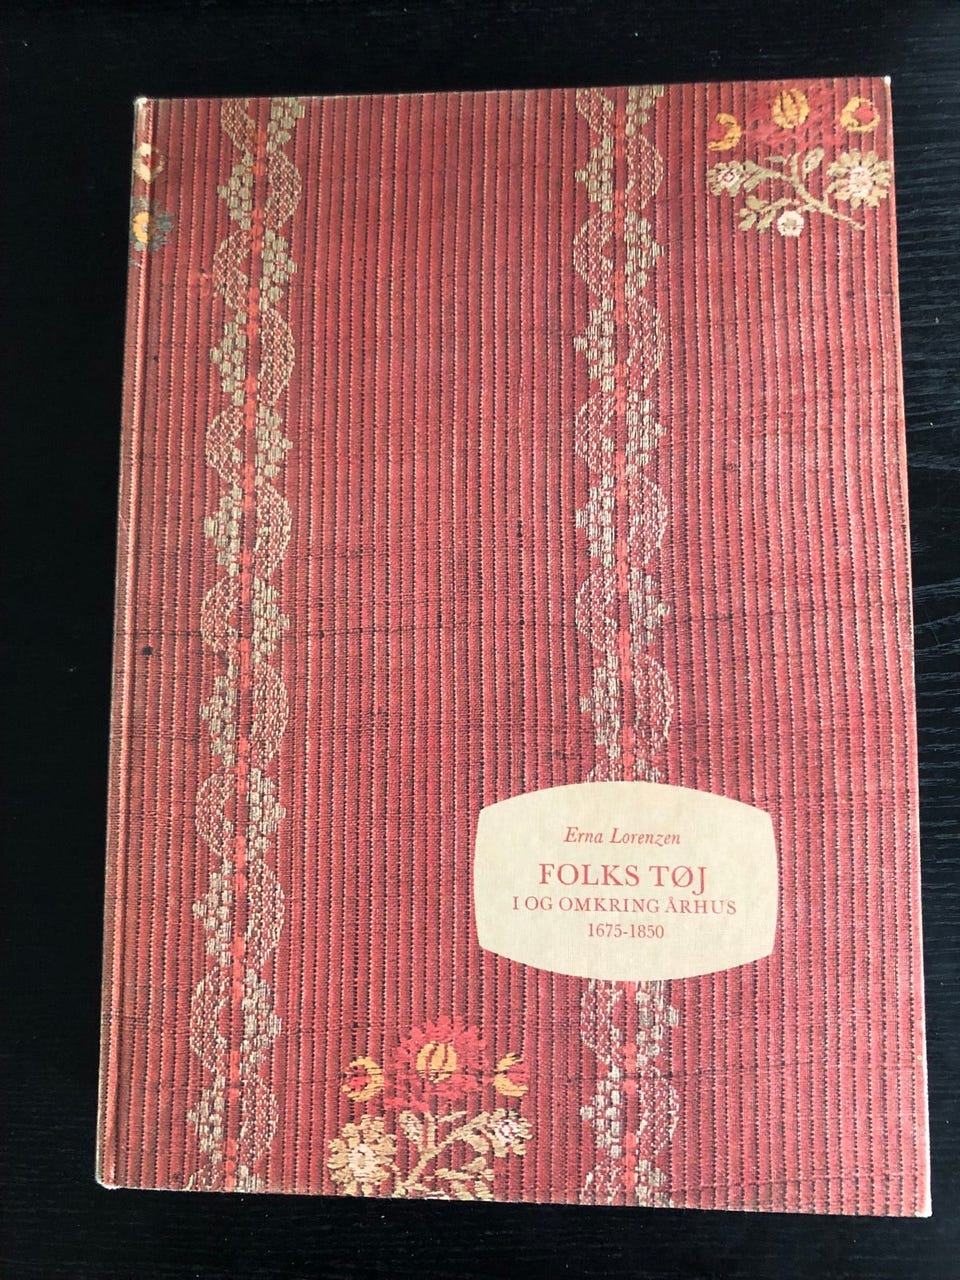 Erna Lorenzen
FOLKS TØJ
I OG OMKRING ÅRHUS
1675-1850